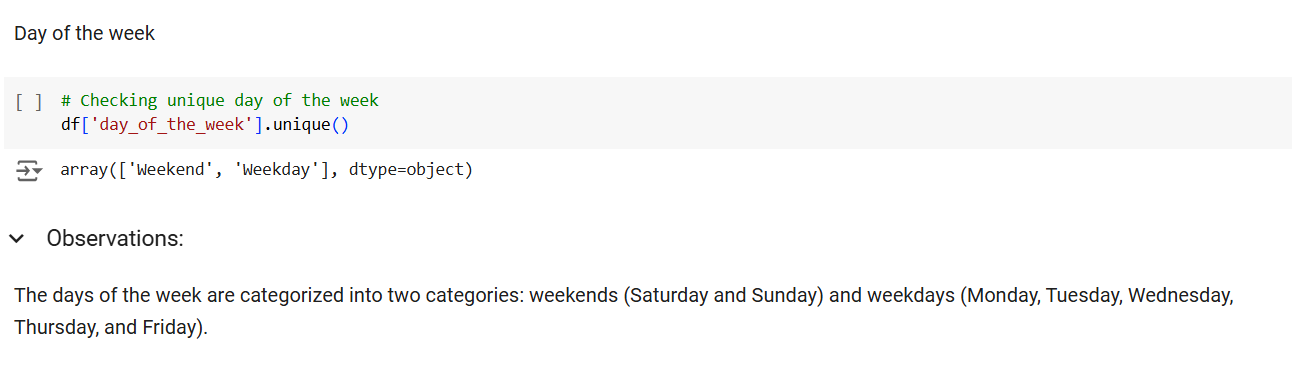 Day of the week
[ ] # Checking unique day of the week
df['day_of_the_week'].unique()
array(['Weekend', 'Weekday'], dtype=object)
Observations:
The days of the week are categorized into two categories: weekends (Saturday and Sunday) and weekdays (Monday, Tuesday, Wednesday,
Thursday, and Friday).